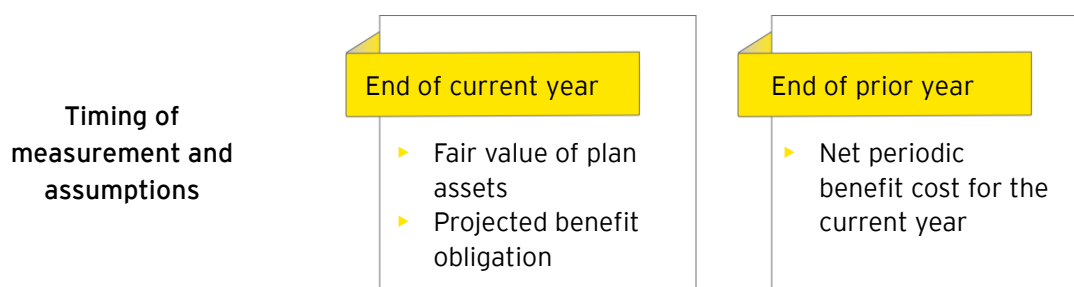 Timing of
measurement and
assumptions
End of current year
► Fair value of plan
assets
► Projected benefit
obligation
End of prior year
► Net periodic
benefit cost for the
current year